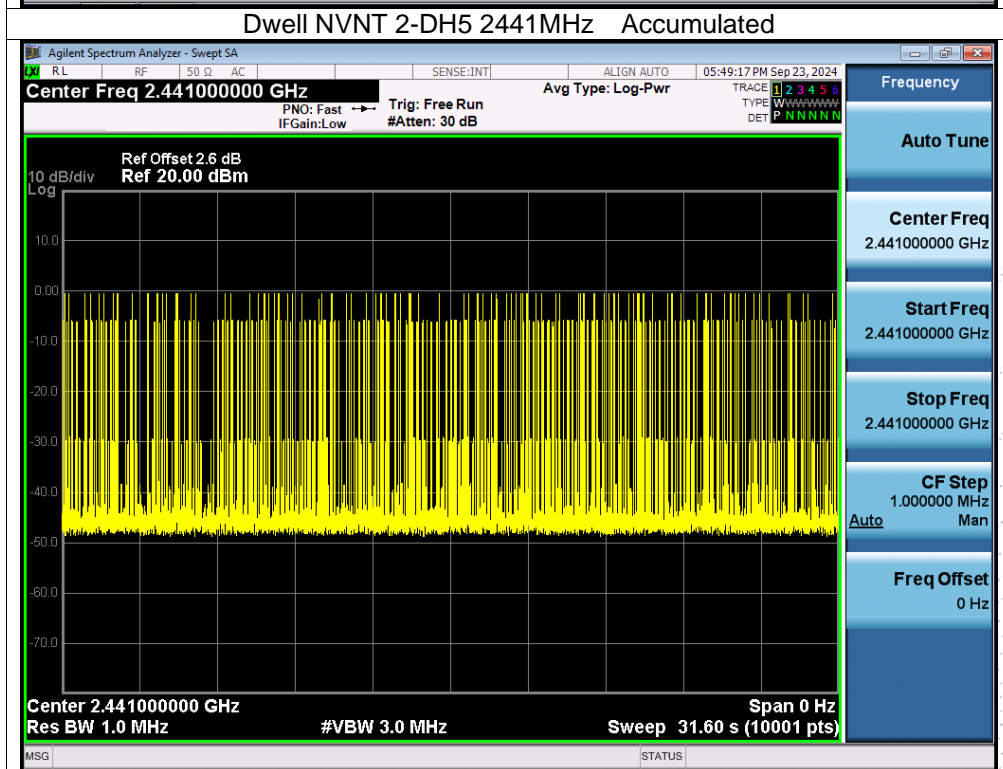 Dwell NVNT 2-DH5 2441MHz Accumulated
Agilent Spectrum Analyzer - Swept SA
LXI RL RF 50 Ω AC SENSE:INT ALIGN AUTO 05:49:17 PM Sep 23, 2024
Center Freq 2.441000000 GHz Avg Type: Log-Pwr TRACE 1 2 3 4 5 6
PNO: Fast Trig: Free Run TYPE WWWWWWW
IFGain:Low #Atten: 30 dB DET P N N N N N
Ref Offset 2.6 dB
10 dB/div Ref 20.00 dBm
Log
10.0
0.00
-10.0
-20.0
-30.0
-40.0
-50.0
-60.0
-70.0
Center 2.441000000 GHz Span 0 Hz
Res BW 1.0 MHz #VBW 3.0 MHz Sweep 31.60 s (10001 pts)
MSG STATUS
Frequency
Auto Tune
Center Freq
2.441000000 GHz
Start Freq
2.441000000 GHz
Stop Freq
2.441000000 GHz
CF Step
1.000000 MHz
Auto Man
Freq Offset
0 Hz